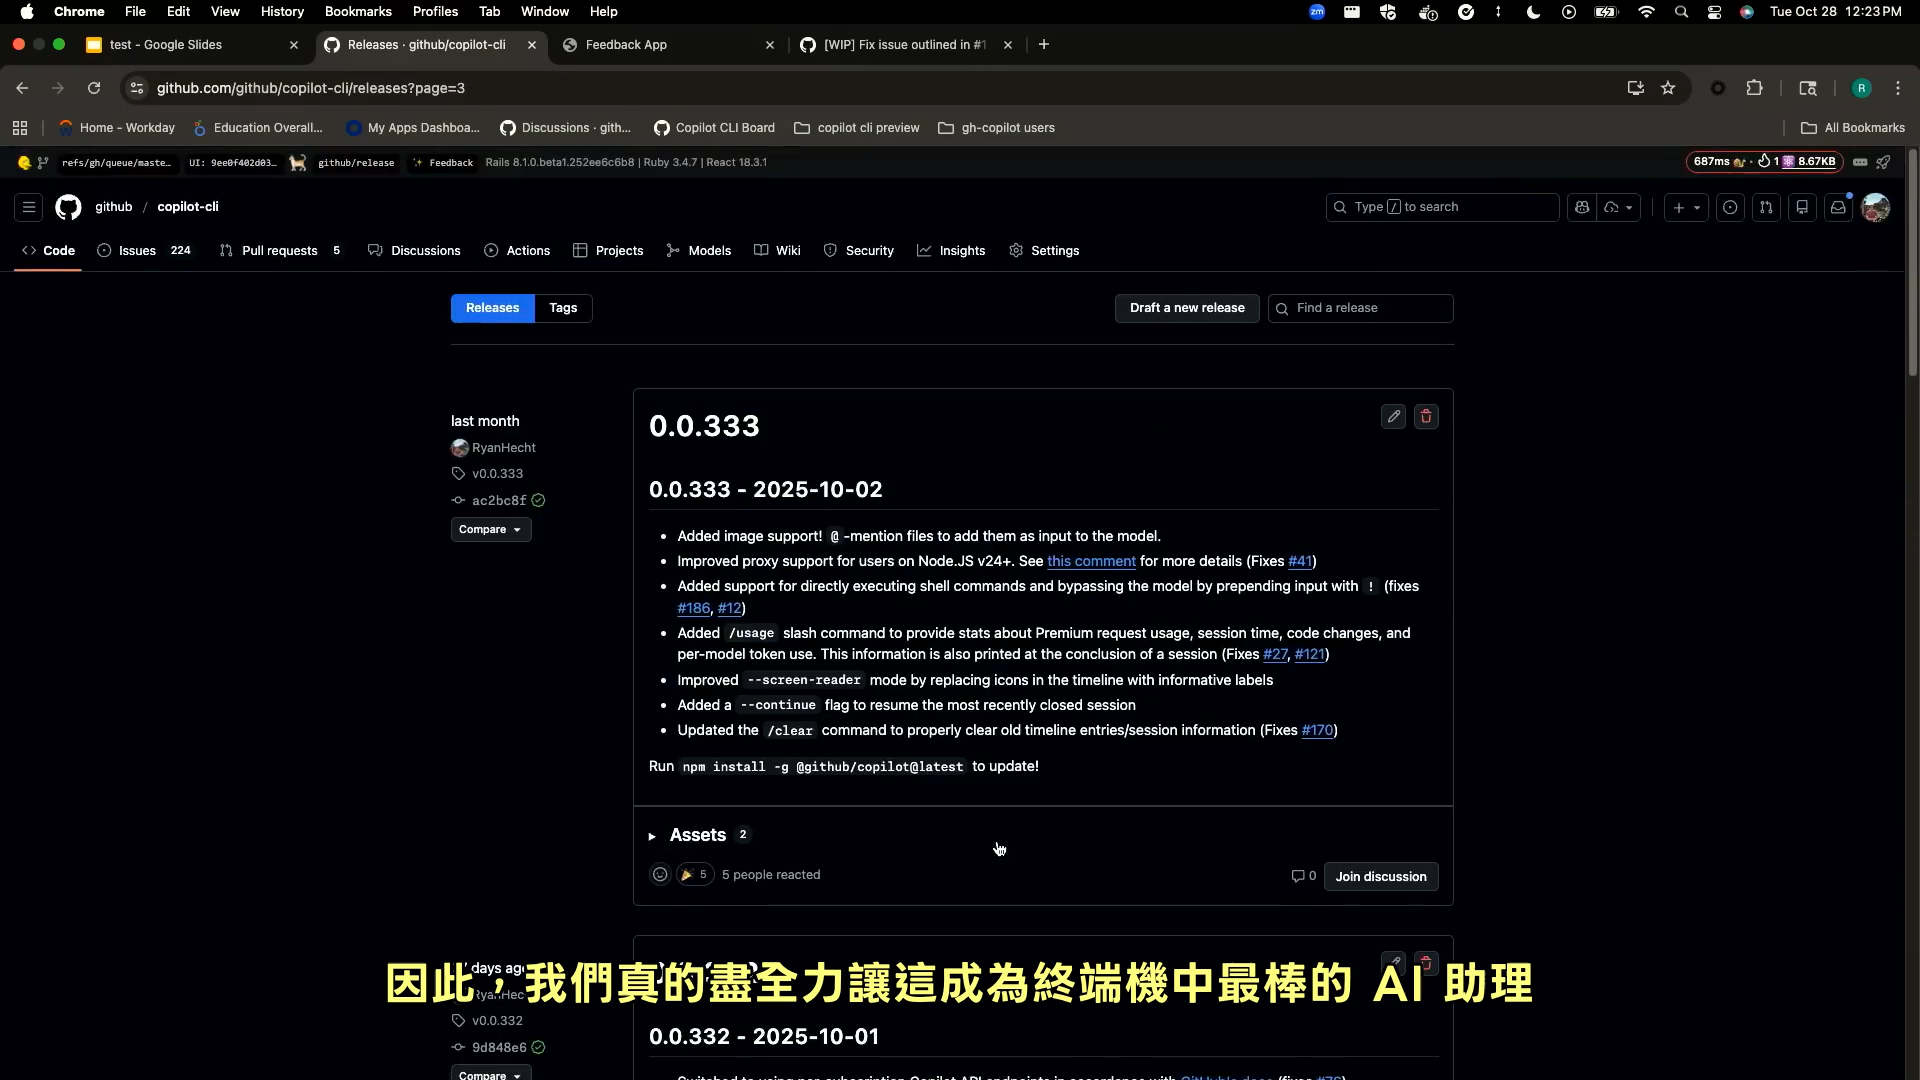 Chrome File Edit View History Bookmarks Profiles Tab Window Help Tue Oct 28 12:23 PM
test - Google Slides Releases · github/copilot-cli Feedback App [WIP] Fix issue outlined in #1
github.com/github/copilot-cli/releases?page=3 R
Home - Workday Education Overall... My Apps Dashboa... Discussions · gith... Copilot CLI Board copilot cli preview gh-copilot users All Bookmarks
refs/gh/queue/maste… UI: 9ee0f402d03… github/release Feedback Rails 8.1.0.beta1.252ee6c6b8 | Ruby 3.4.7 | React 18.3.1 687ms · 1 8.67KB
github / copilot-cli Type / to search
Code Issues 224 Pull requests 5 Discussions Actions Projects Models Wiki Security Insights Settings
Releases Tags Draft a new release Find a release
last month
RyanHecht
v0.0.333
ac2bc8f
Compare
0.0.333
0.0.333 - 2025-10-02
• Added image support! @ -mention files to add them as input to the model.
• Improved proxy support for users on Node.JS v24+. See this comment for more details (Fixes #41)
• Added support for directly executing shell commands and bypassing the model by prepending input with ! (fixes
#186, #12)
• Added /usage slash command to provide stats about Premium request usage, session time, code changes, and
per-model token use. This information is also printed at the conclusion of a session (Fixes #27, #121)
• Improved --screen-reader mode by replacing icons in the timeline with informative labels
• Added a --continue flag to resume the most recently closed session
• Updated the /clear command to properly clear old timeline entries/session information (Fixes #170)
Run npm install -g @github/copilot@latest to update!
Assets 2
5 5 people reacted 0 Join discussion
days ago
因此，我們真的盡全力讓這成為終端機中最棒的 AI 助理
v0.0.332
9d848e6
Compare
0.0.332 - 2025-10-01